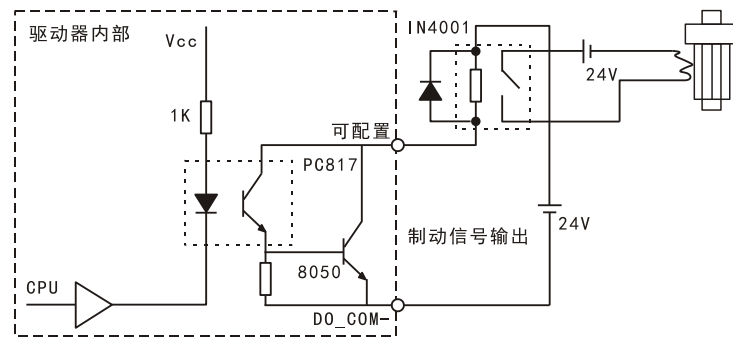 驱动器内部
Vcc
1K
IN4001
24V
可配置
PC817
制动信号输出
24V
8050
CPU
DO_COM-